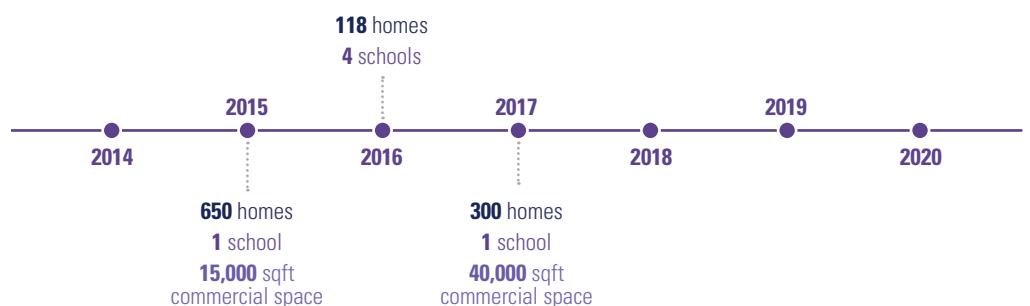 118 homes
4 schools
2015
2017
2019
2014
2016
2018
2020
650 homes
1 school
15,000 sqft
commercial space
300 homes
1 school
40,000 sqft
commercial space